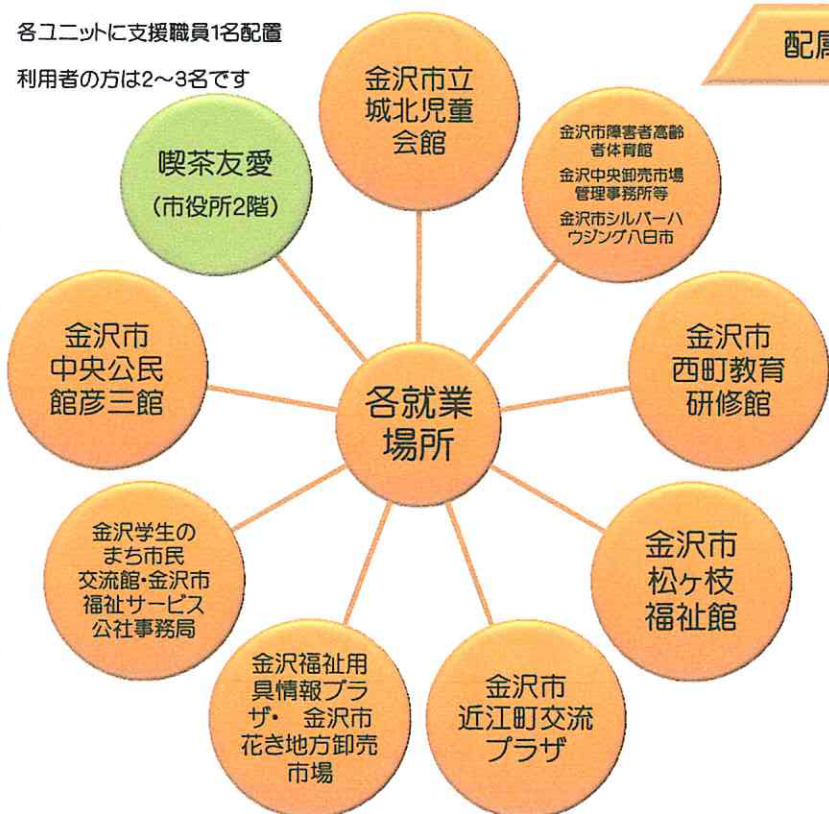 各ユニットに支援職員1名配置
利用者の方は2～3名です
配属
金沢市立
城北児童
会館
金沢市障害者高齢
者体育館
金沢中央卸売市場
管理事務所等
金沢市シルバーハ
ウジング八日市
金沢市
西町教育
研修館
金沢市
松ヶ枝
福祉館
金沢市
近江町交流
プラザ
金沢福祉用
具情報プラ
ザ・　金沢市
花き地方卸売
市場
金沢学生の
まち市民
交流館・金沢市
福祉サービス
公社事務局
金沢市
中央公民
館彦三館
喫茶友愛
(市役所2階)
各就業
場所